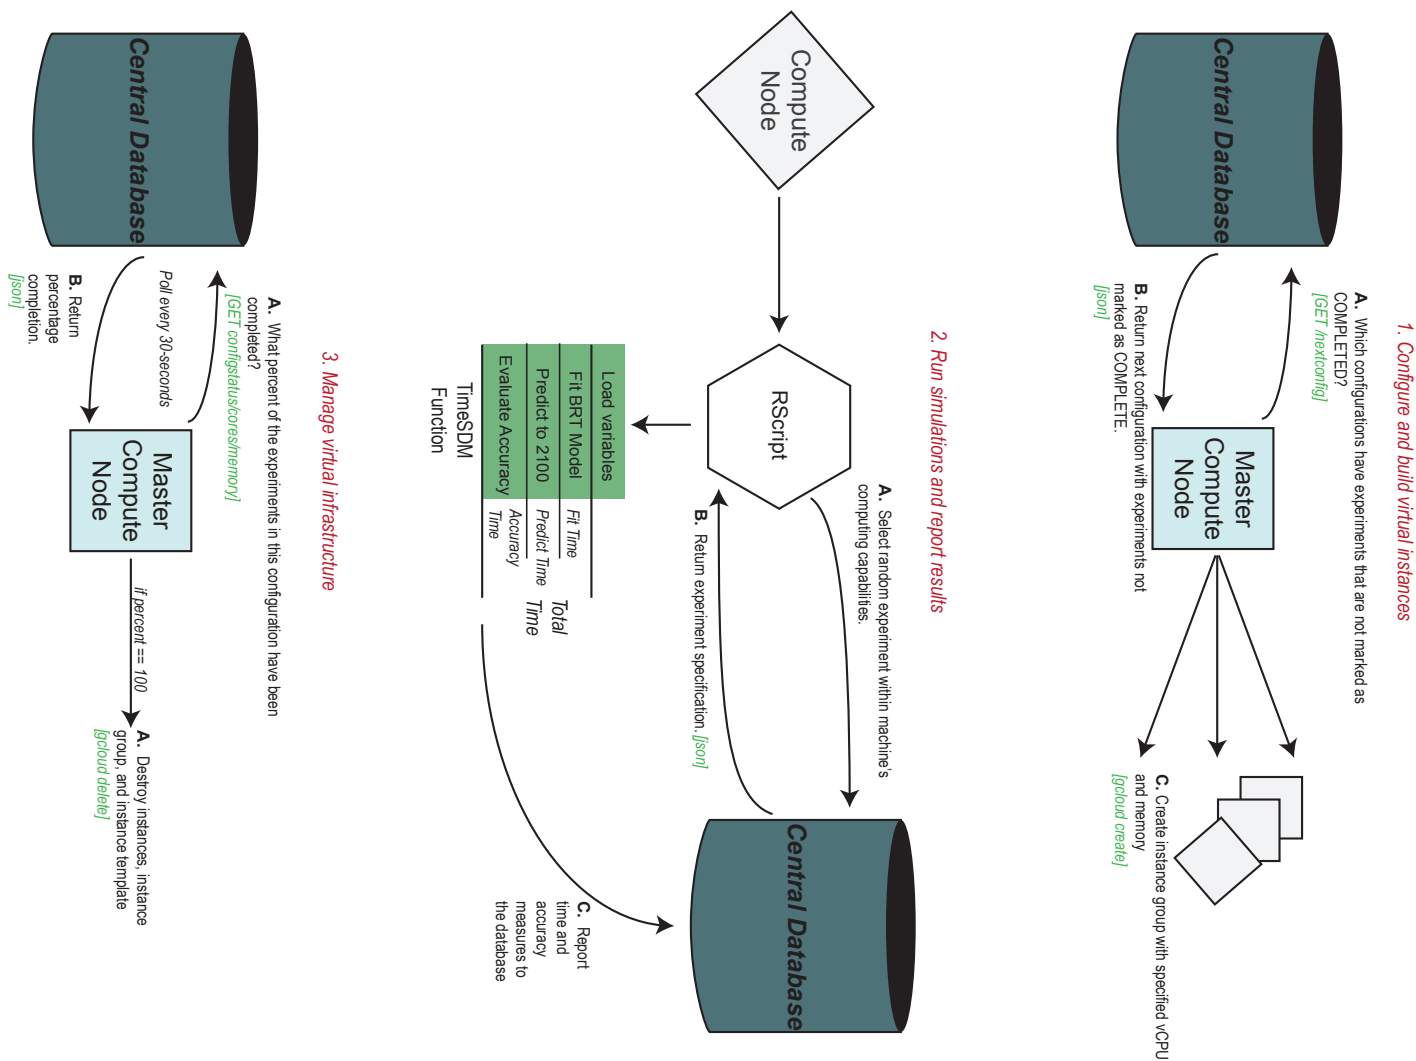 1. Configure and build virtual instances
Central Database
A. Which configurations have experiments that are not marked as
COMPLETED?
[GET /nextconfig]
B. Return next configuration with experiments not
marked as COMPLETE.
[json]
Master
Compute
Node
C. Create instance group with specified vCPU
and memory
[gcloud create]
2. Run simulations and report results
Compute
Node
RScript
A. Select random experiment within machine's
computing capabilities.
B. Return experiment specification. [json]
Central Database
Load variables
Fit BRT Model
Fit Time
Predict to 2100
Predict Time
Evaluate Accuracy
Accuracy
Time
Total
Time
TimeSDM
Function
C. Report
time and
accuracy
measures to
the database
3. Manage virtual infrastructure
Central Database
A. What percent of the experiments in this configuration have been
completed?
[GET configstatus/cores/memory]
Poll every 30-seconds
B. Return
percentage
completion.
[json]
Master
Compute
Node
if percent == 100
A. Destroy instances, instance
group, and instance template
[gcloud delete]